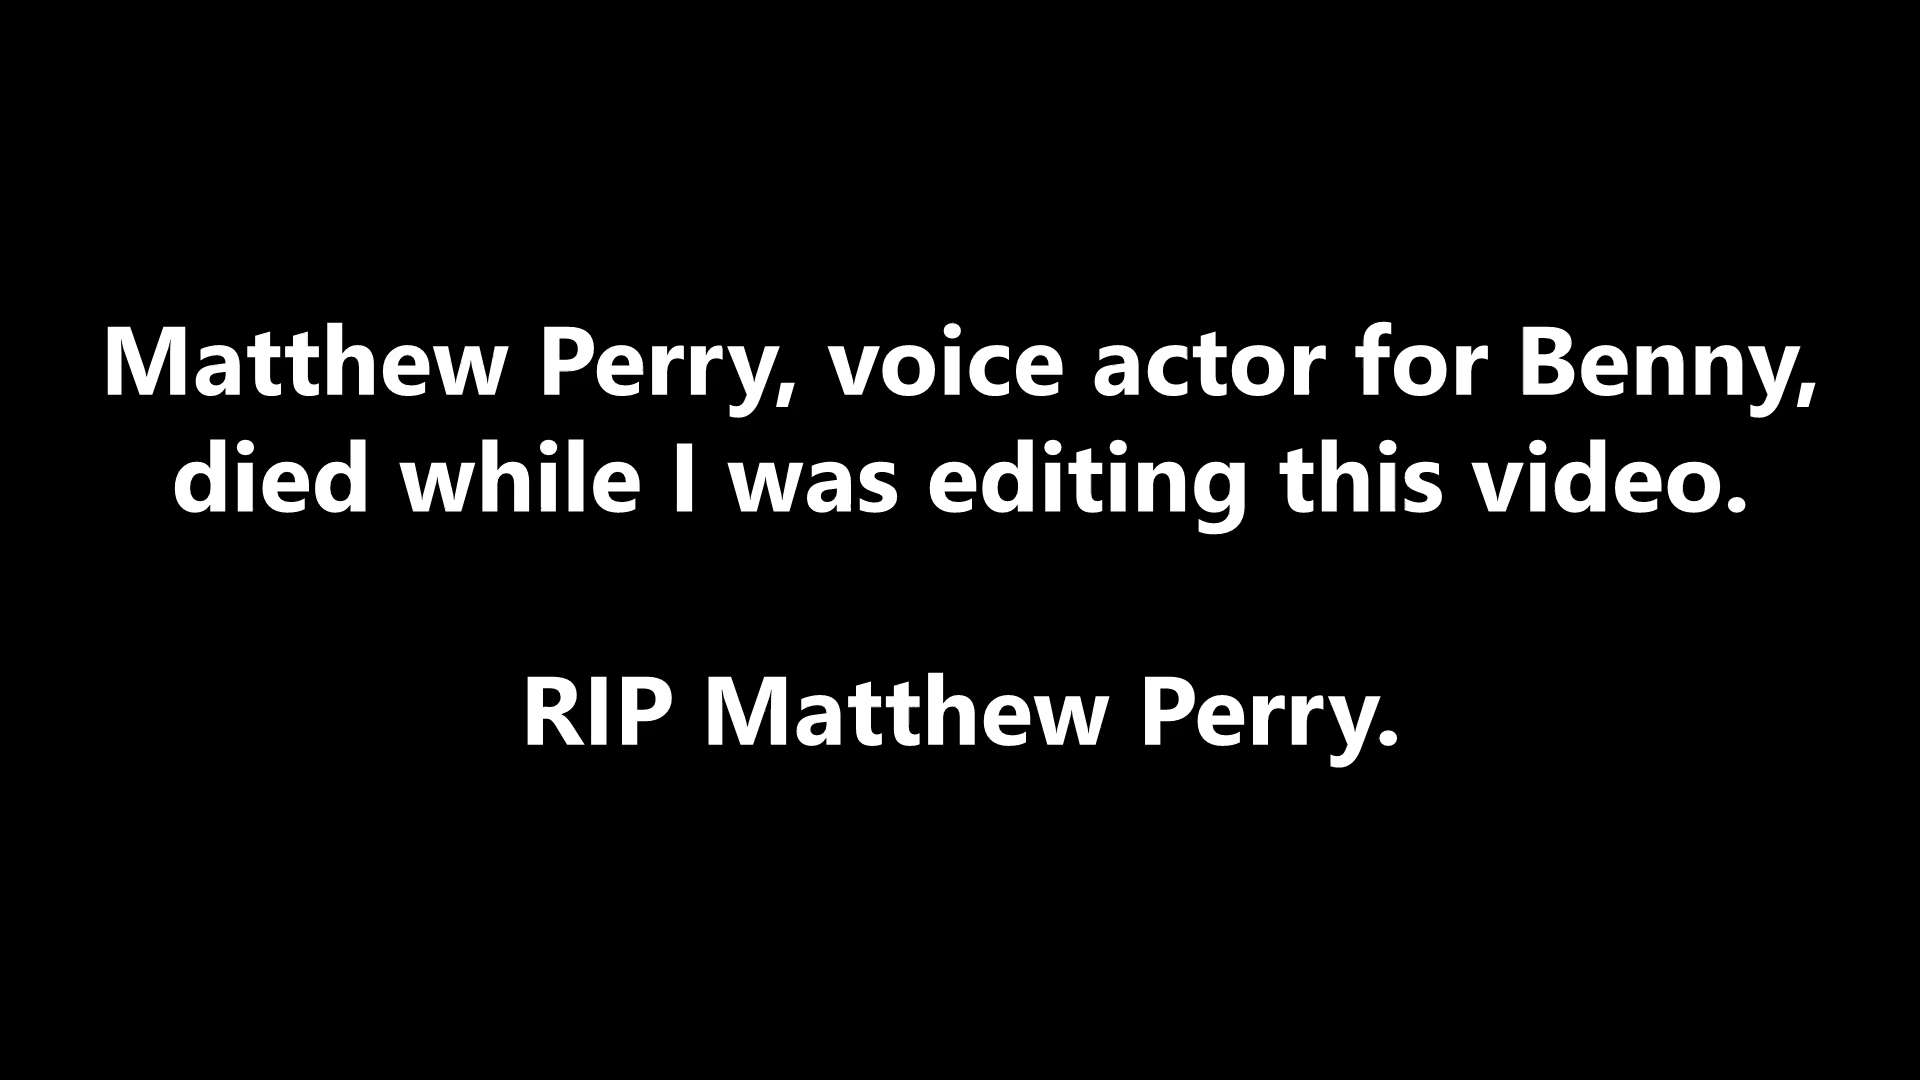 Matthew Perry, voice actor for Benny,
died while I was editing this video.
RIP Matthew Perry.